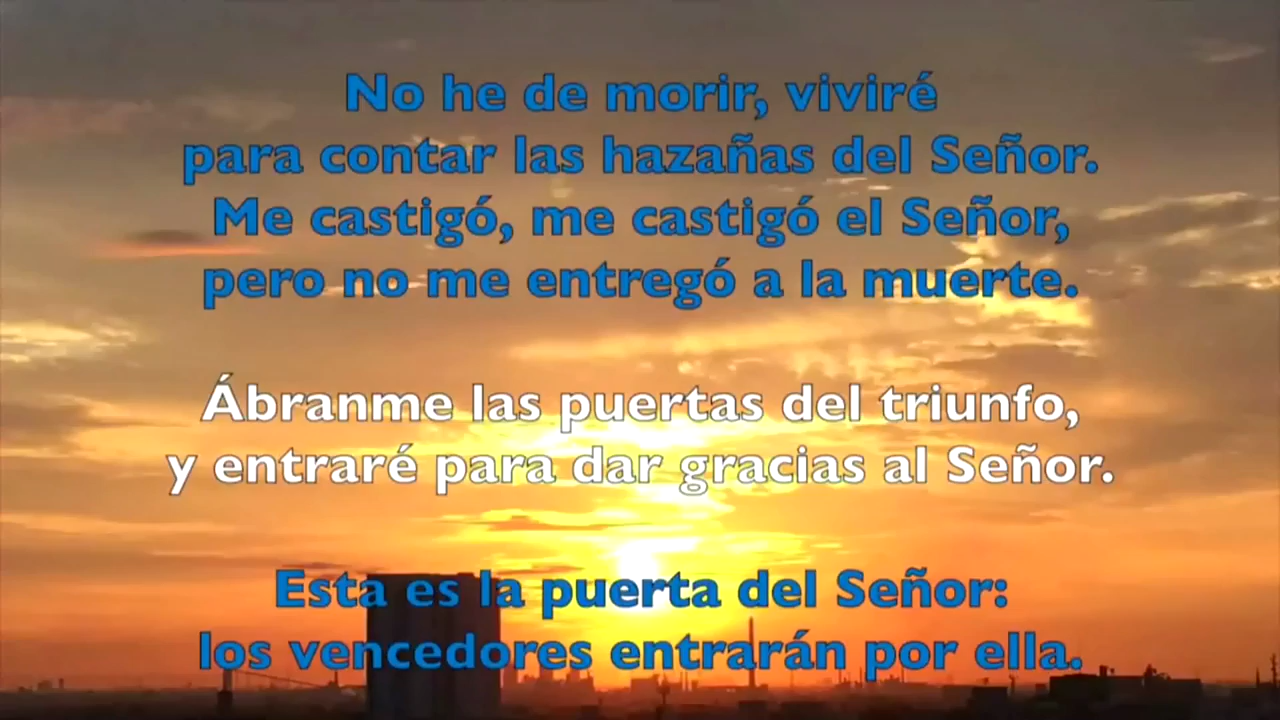 No he de morir, viviré
para contar las hazañas del Señor.
Me castigó, me castigó el Señor,
pero no me entregó a la muerte.
Ábranme las puertas del triunfo,
y entraré para dar gracias al Señor.
Esta es la puerta del Señor:
los vencedores entrarán por ella.